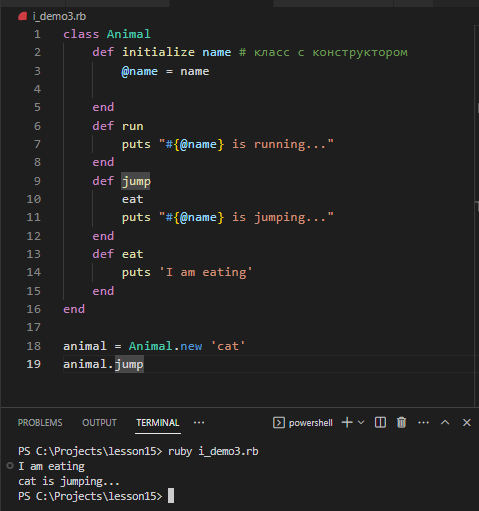 i_demo3.rb
1 class Animal
2     def initialize name # класс с конструктором
3         @name = name
4
5     end
6     def run
7         puts "#{@name} is running..."
8     end
9     def jump
10         eat
11         puts "#{@name} is jumping..."
12     end
13     def eat
14         puts 'I am eating'
15     end
16 end
17
18 animal = Animal.new 'cat'
19 animal.jump
PROBLEMS OUTPUT TERMINAL ··· powershell
PS C:\Projects\lesson15> ruby i_demo3.rb
I am eating
cat is jumping...
PS C:\Projects\lesson15>